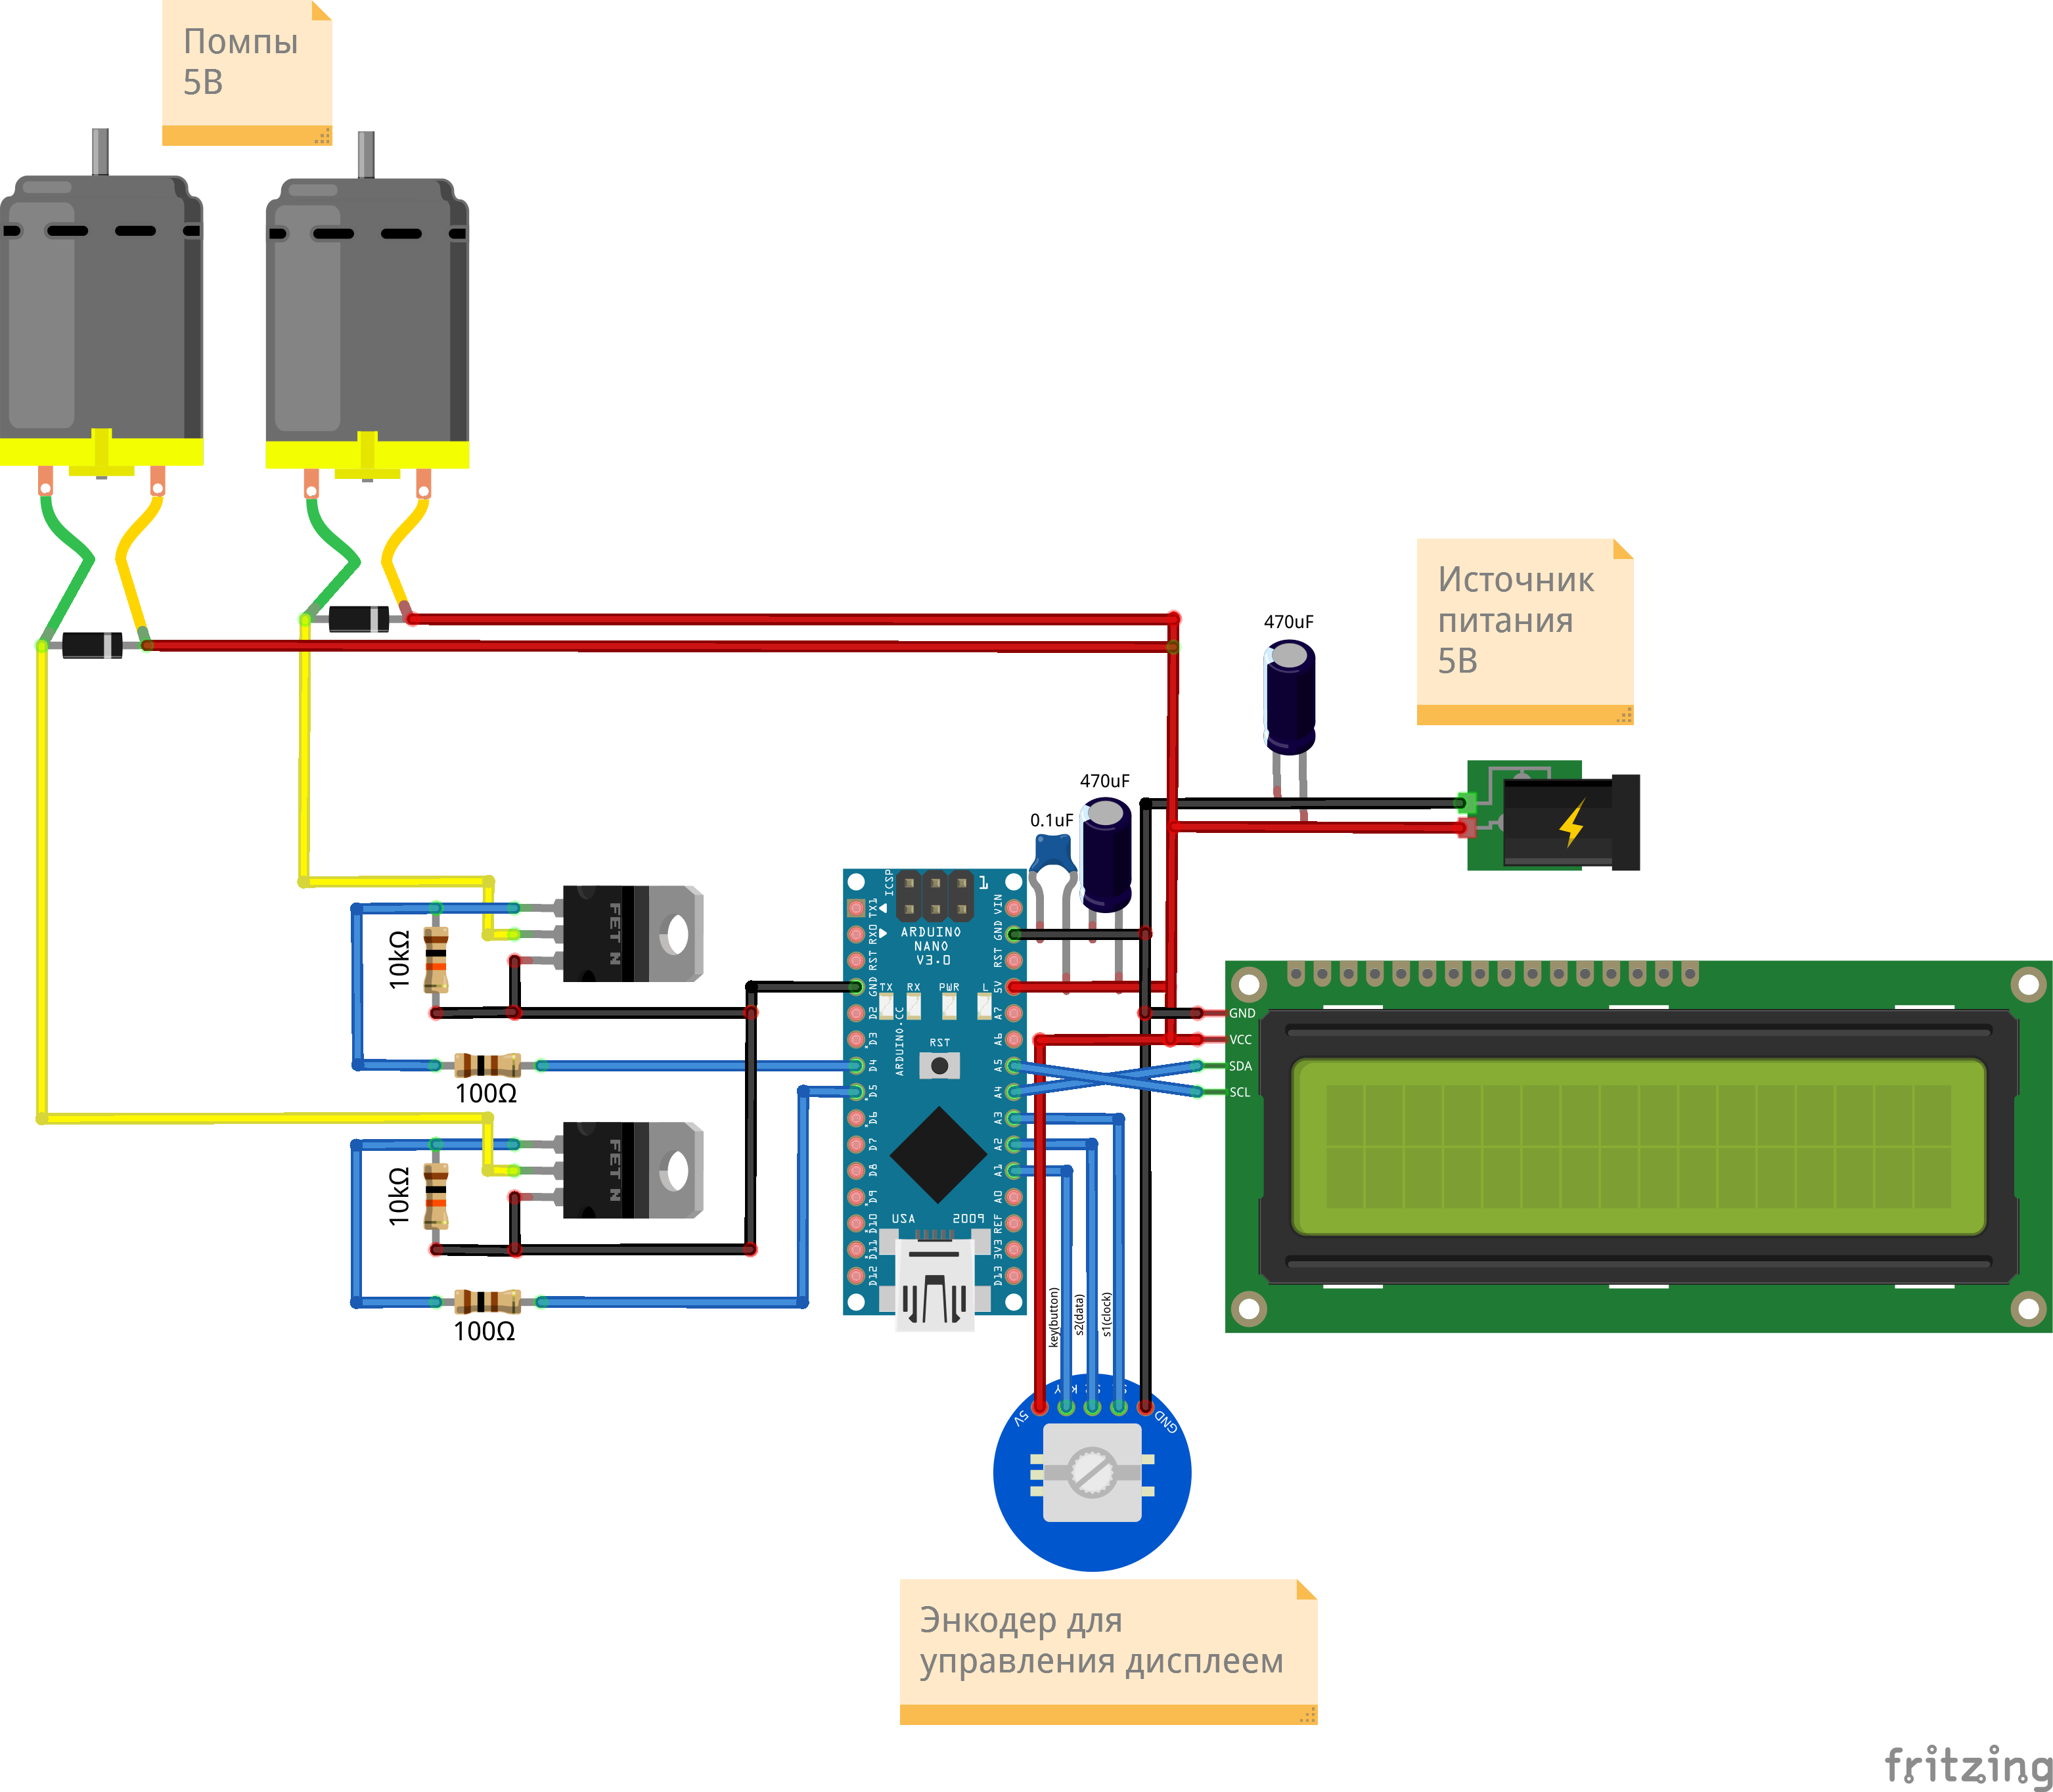 Помпы
5В
Источник
питания
5В
470uF
470uF
0.1uF
10kΩ
100Ω
10kΩ
100Ω
FET N
FET N
ICSP
1
ARDUINO
NANO
V3.0
TX1
RX0
RST
GND
D2
D3
D4
D5
D6
D7
D8
D9
D10
D11
D12
VIN
GND
RST
5V
A7
A6
A5
A4
A3
A2
A1
A0
REF
3V3
D13
TX
RX
PWR
L
RST
ARDUINO.CC
USA
2009
GND
VCC
SDA
SCL
key(button)
s2(data)
s1(clock)
5V
GND
Энкодер для
управления дисплеем
fritzing